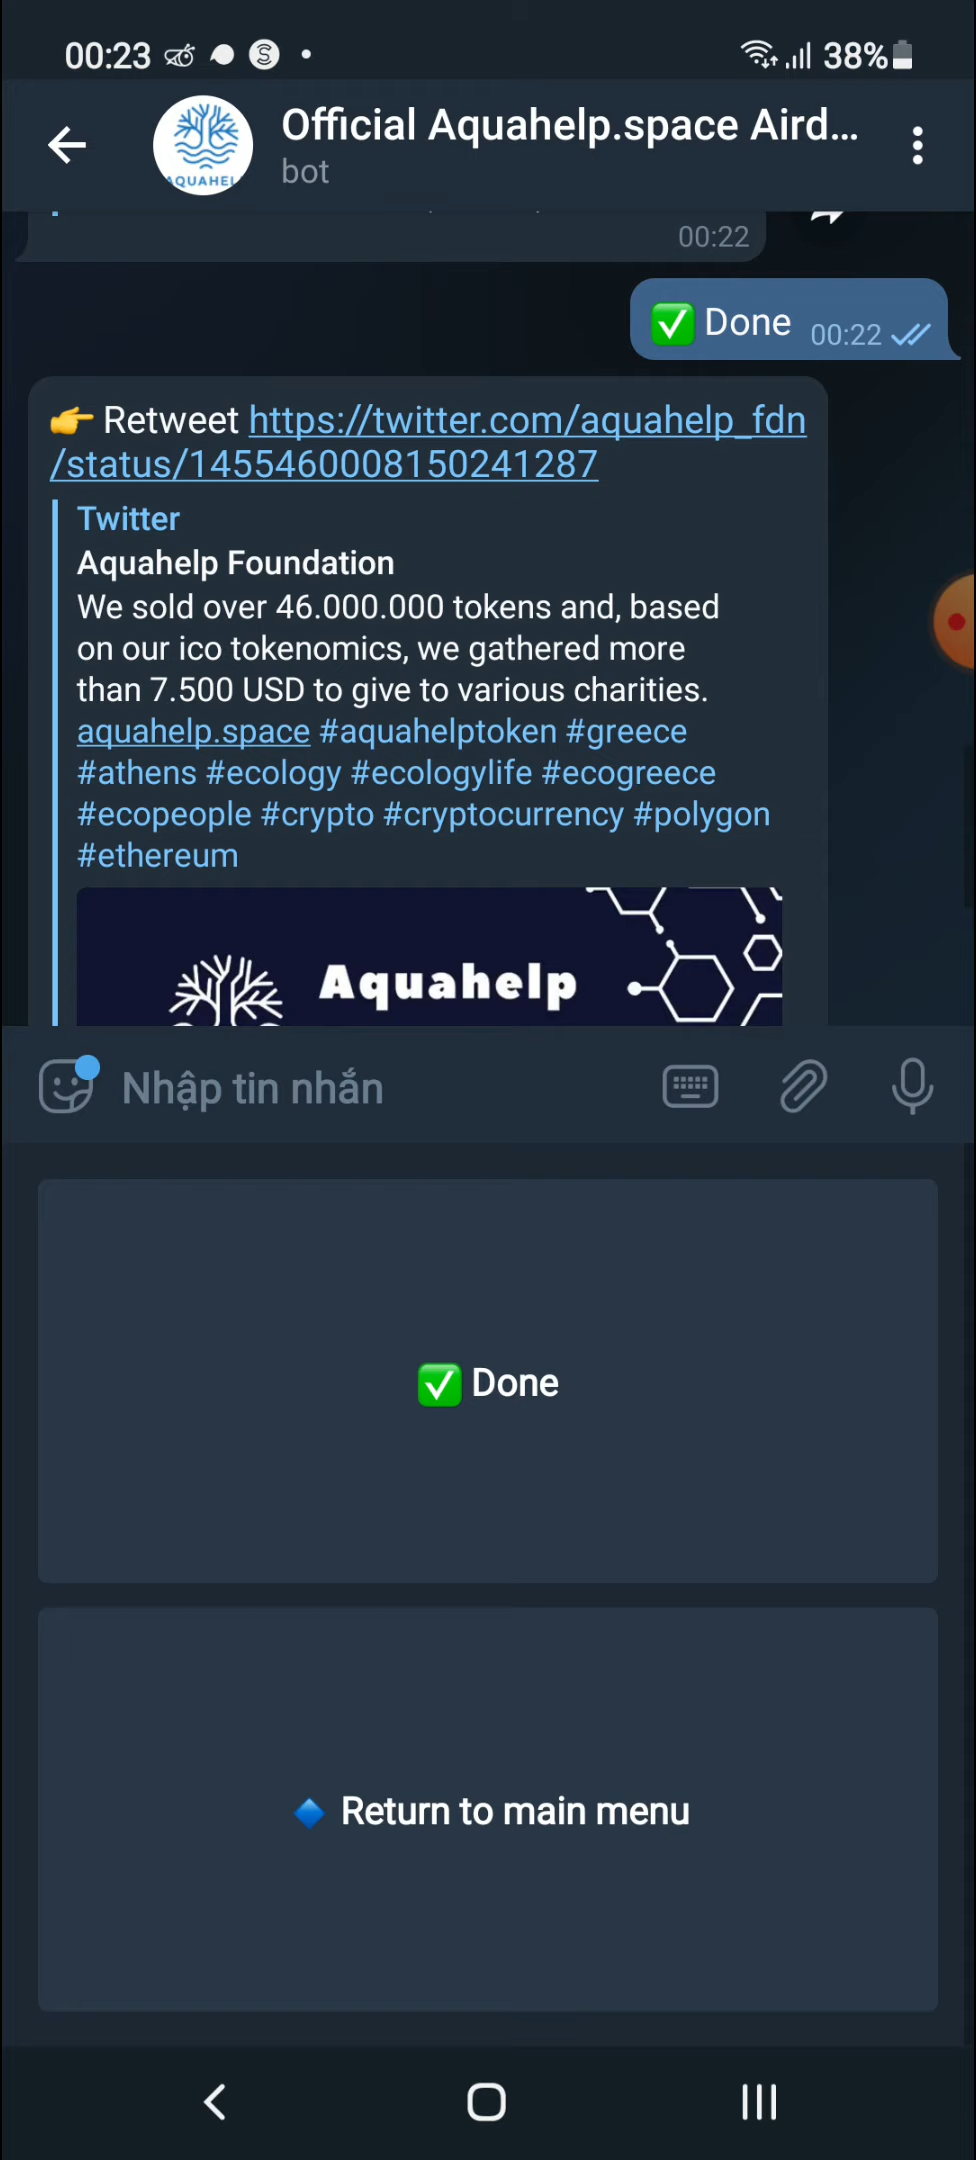 00:23
38%
Official Aquahelp.space Aird...
bot
AQUAHEL
00:22
✅ Done 00:22
👉 Retweet https://twitter.com/aquahelp_fdn
/status/1455460008150241287
Twitter
Aquahelp Foundation
We sold over 46.000.000 tokens and, based
on our ico tokenomics, we gathered more
than 7.500 USD to give to various charities.
aquahelp.space #aquahelptoken #greece
#athens #ecology #ecologylife #ecogreece
#ecopeople #crypto #cryptocurrency #polygon
#ethereum
Aquahelp
Nhập tin nhắn
✅ Done
🔹 Return to main menu